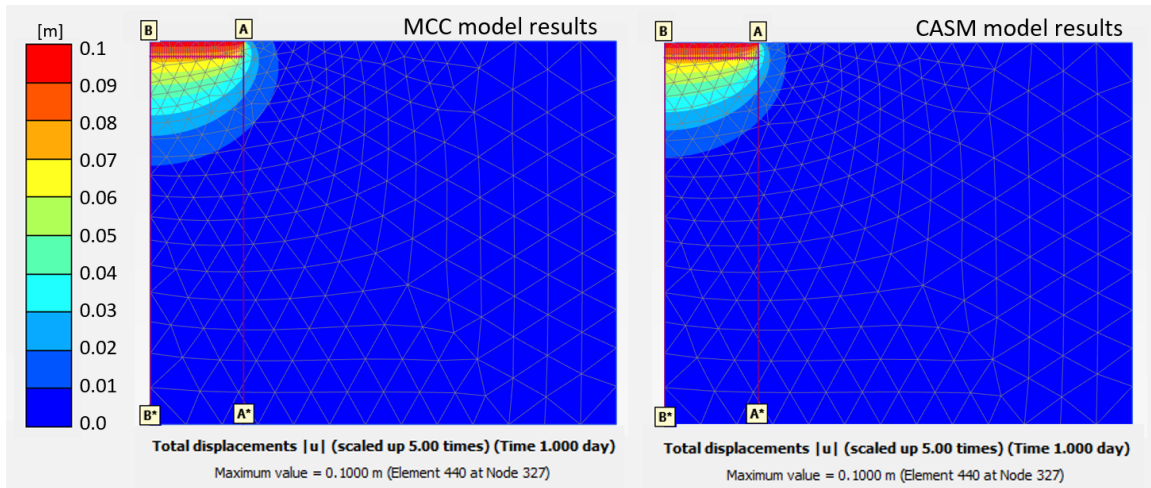 [m]
0.1
0.09
0.08
0.07
0.06
0.05
0.04
0.03
0.02
0.01
0.0
MCC model results
B
A
B*
A*
Total displacements |u| (scaled up 5.00 times) (Time 1.000 day)
Maximum value = 0.1000 m (Element 440 at Node 327)
CASM model results
B
A
B*
A*
Total displacements |u| (scaled up 5.00 times) (Time 1.000 day)
Maximum value = 0.1000 m (Element 440 at Node 327)